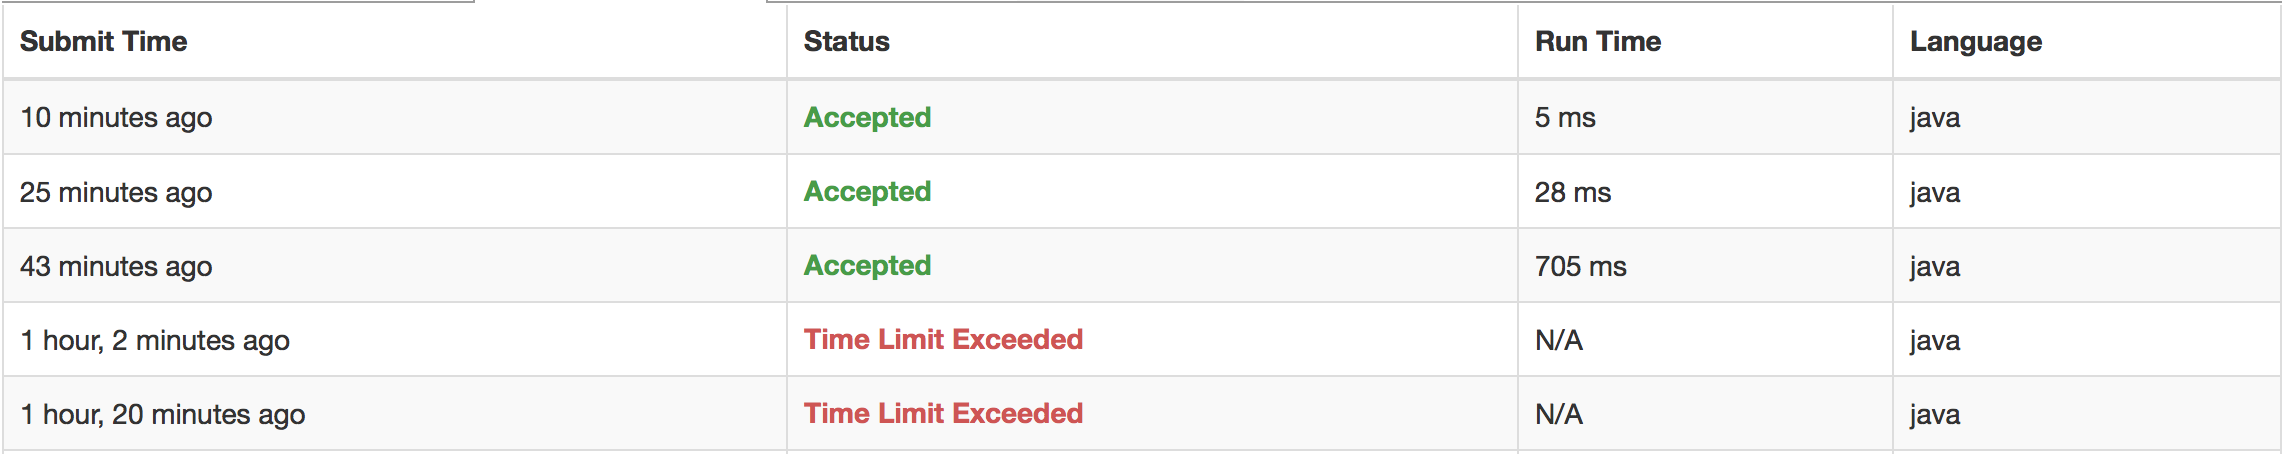 Submit Time Status Run Time Language
10 minutes ago Accepted 5 ms java
25 minutes ago Accepted 28 ms java
43 minutes ago Accepted 705 ms java
1 hour, 2 minutes ago Time Limit Exceeded N/A java
1 hour, 20 minutes ago Time Limit Exceeded N/A java